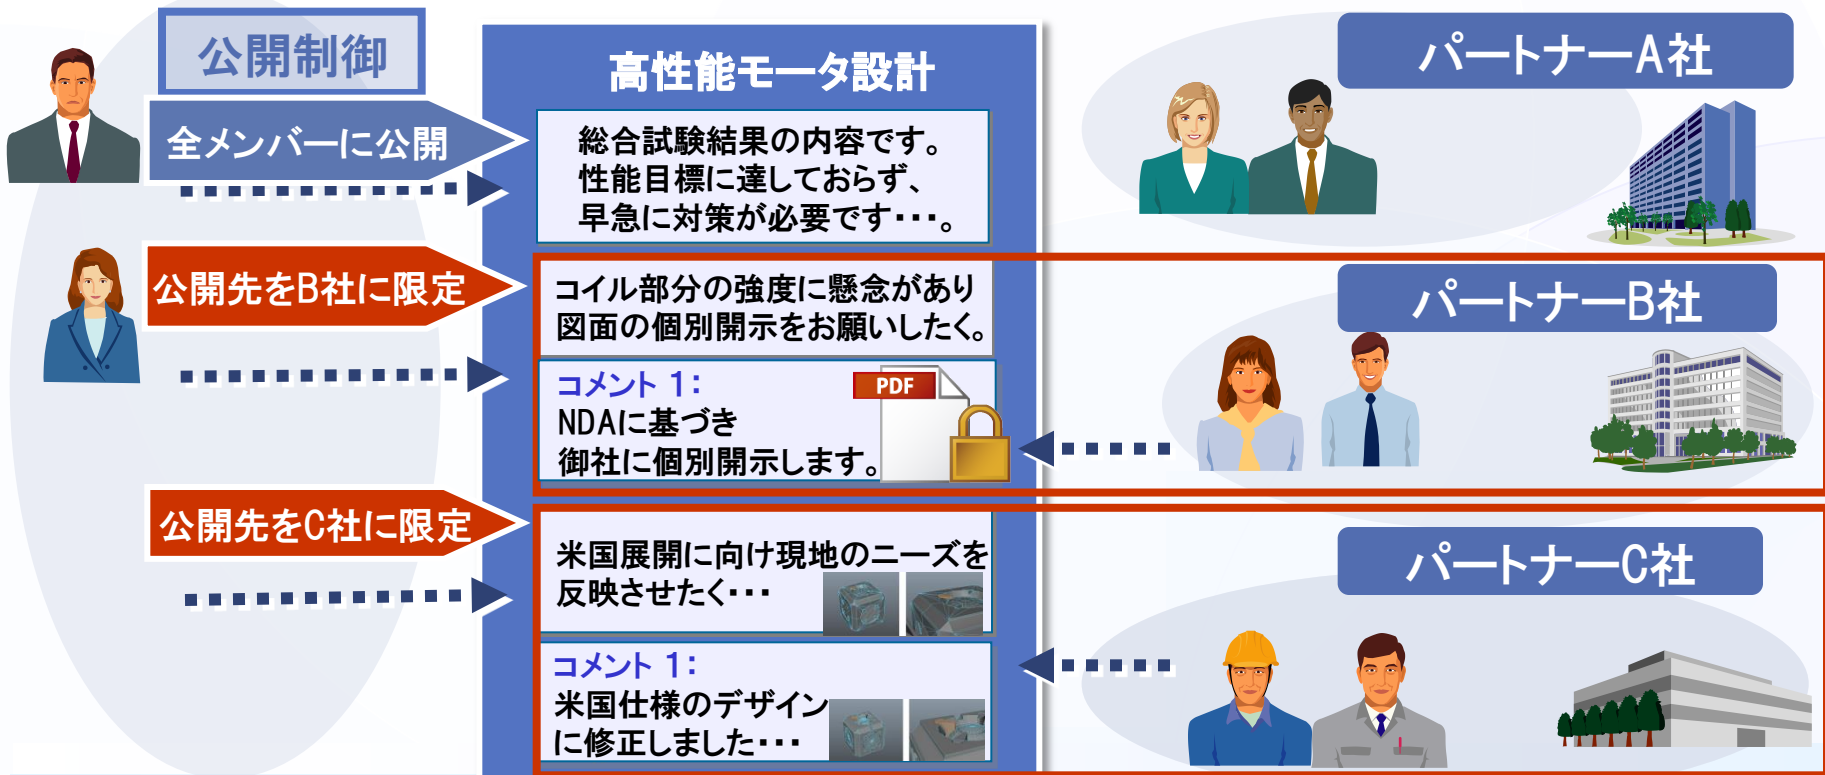 公開制御
高性能モータ設計
パートナーA社
全メンバーに公開
総合試験結果の内容です。
性能目標に達しておらず、
早急に対策が必要です・・・。
公開先をB社に限定
コイル部分の強度に懸念があり
図面の個別開示をお願いしたく。
パートナーB社
コメント 1:
NDAに基づき
御社に個別開示します。
PDF
公開先をC社に限定
米国展開に向け現地のニーズを
反映させたく・・・
パートナーC社
コメント 1:
米国仕様のデザイン
に修正しました・・・